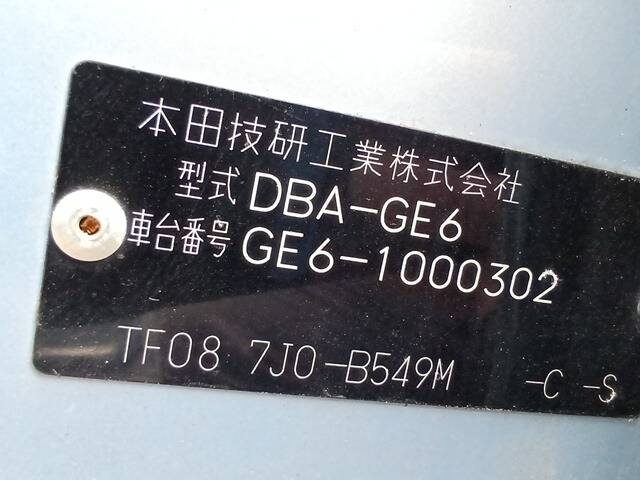 本田技研工業株式会社
型式 DBA-GE6
車台番号 GE6-1000302
TF08 7J0-B549M -C -S